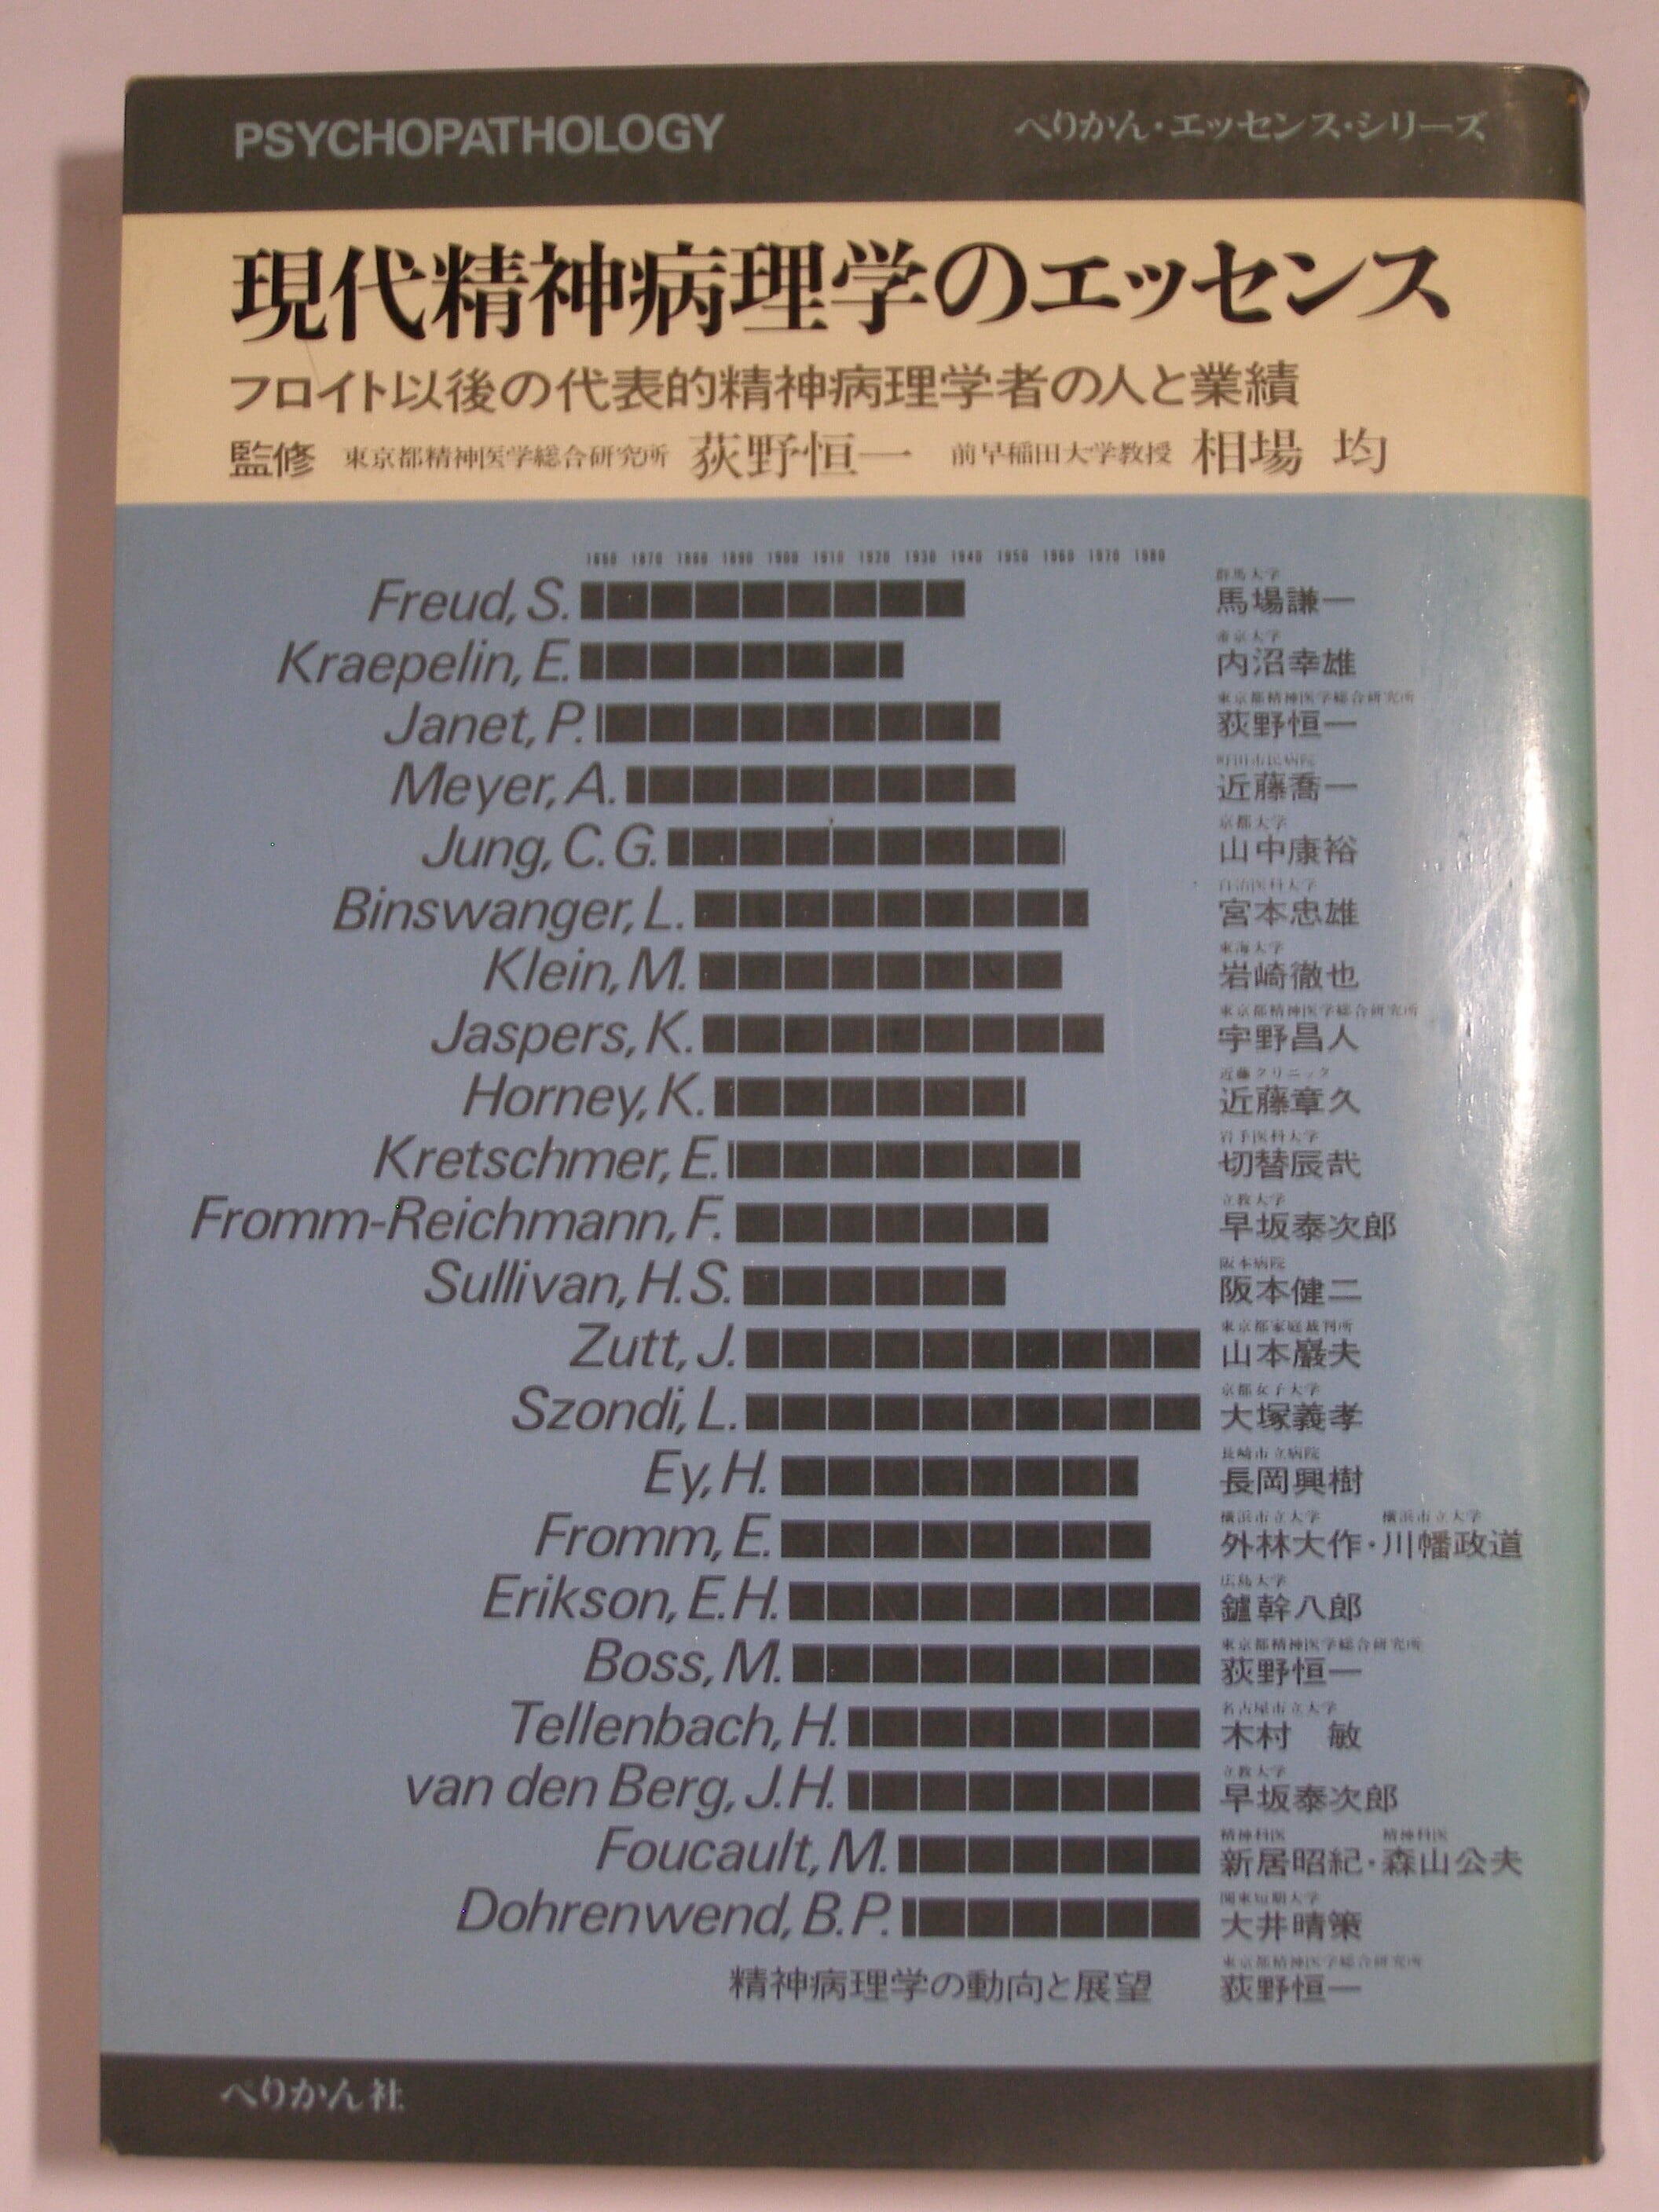 PSYCHOPATHOLOGY ぺりかん・エッセンス・シリーズ
現代精神病理学のエッセンス
フロイト以後の代表的精神病理学者の人と業績
監修 東京都精神医学総合研究所 荻野恒一 前早稲田大学教授 相場 均
1860 1870 1880 1890 1900 1910 1920 1930 1940 1950 1960 1970 1980
群馬大学
Freud, S. 馬場謙一
帝京大学
Kraepelin, E. 内沼幸雄
東京都精神医学総合研究所
Janet, P. 荻野恒一
町田市民病院
Meyer, A. 近藤喬一
京都大学
Jung, C.G. 山中康裕
自治医科大学
Binswanger, L. 宮本忠雄
東海大学
Klein, M. 岩崎徹也
東京都精神医学総合研究所
Jaspers, K. 宇野昌人
近藤クリニック
Horney, K. 近藤章久
岩手医科大学
Kretschmer, E. 切替辰哉
立教大学
Fromm-Reichmann, F. 早坂泰次郎
阪本病院
Sullivan, H.S. 阪本健二
東京都家庭裁判所
Zutt, J. 山本巖夫
京都女子大学
Szondi, L. 大塚義孝
長崎市立病院
Ey, H. 長岡興樹
横浜市立大学 横浜市立大学
Fromm, E. 外林大作・川幡政道
広島大学
Erikson, E.H. 鑪幹八郎
東京都精神医学総合研究所
Boss, M. 荻野恒一
名古屋市立大学
Tellenbach, H. 木村 敏
立教大学
van den Berg, J.H. 早坂泰次郎
精神科医 精神科医
Foucault, M. 新居昭紀・森山公夫
関東短期大学
Dohrenwend, B.P. 大井晴策
東京都精神医学総合研究所
精神病理学の動向と展望 荻野恒一
ぺりかん社